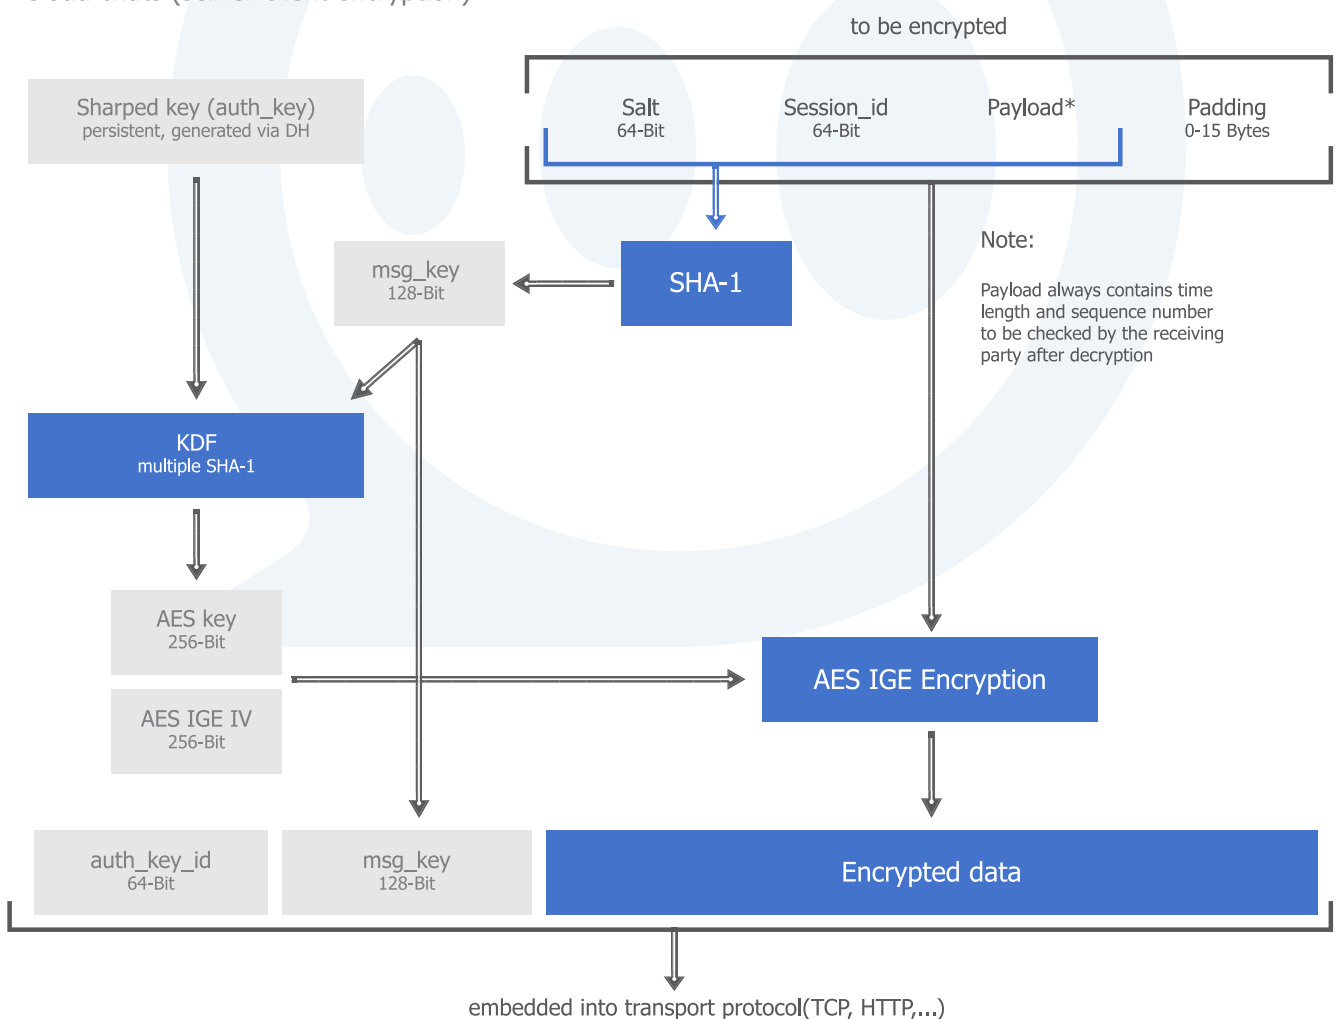 to be encrypted
Sharped key (auth_key)
persistent, generated via DH
Salt
64-Bit
Session_id
64-Bit
Payload*
Padding
0-15 Bytes
msg_key
128-Bit
SHA-1
Note:
Payload always contains time
length and sequence number
to be checked by the receiving
party after decryption
KDF
multiple SHA-1
AES key
256-Bit
AES IGE IV
256-Bit
AES IGE Encryption
auth_key_id
64-Bit
msg_key
128-Bit
Encrypted data
embedded into transport protocol(TCP, HTTP,...)